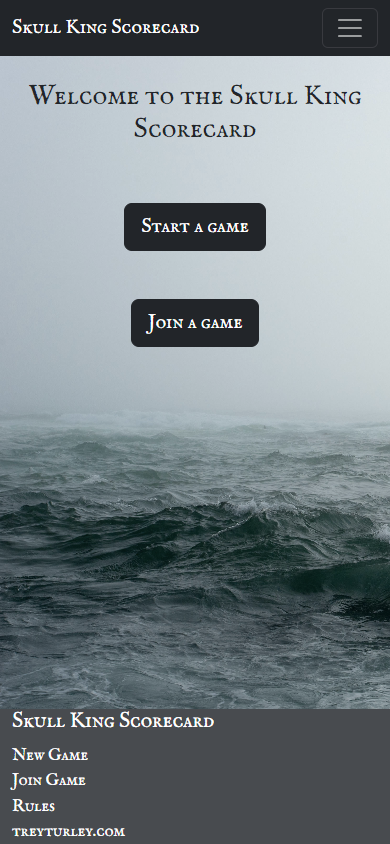 Skull King Scorecard
Welcome to the Skull King
Scorecard
Start a game
Join a game
Skull King Scorecard
New Game
Join Game
Rules
treyturley.com